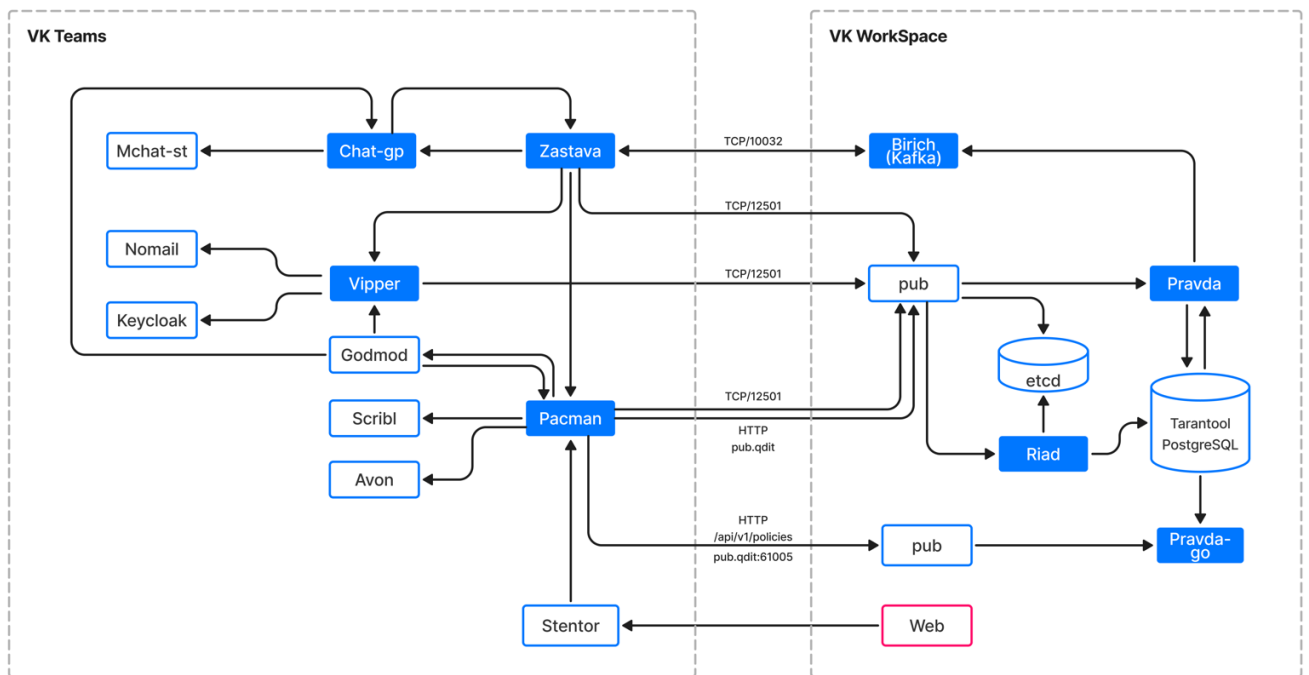 VK Teams
VK WorkSpace
Mchat-st
Chat-gp
Zastava
TCP/10032
Birich
(Kafka)
TCP/12501
Nomail
Vipper
TCP/12501
pub
Pravda
Keycloak
Godmod
etcd
Scribl
Pacman
TCP/12501
HTTP
pub.qdit
Tarantool
PostgreSQL
Riad
Avon
HTTP
/api/v1/policies
pub.qdit:61005
pub
Pravda-
go
Stentor
Web